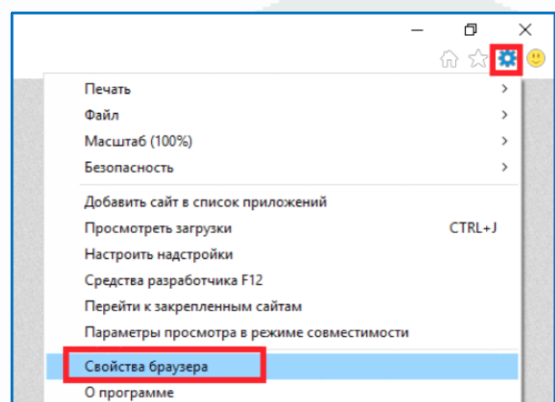 Печать
Файл
Масштаб (100%)
Безопасность
Добавить сайт в список приложений
Просмотреть загрузки CTRL+J
Настроить надстройки
Средства разработчика F12
Перейти к закрепленным сайтам
Параметры просмотра в режиме совместимости
Свойства браузера
О программе